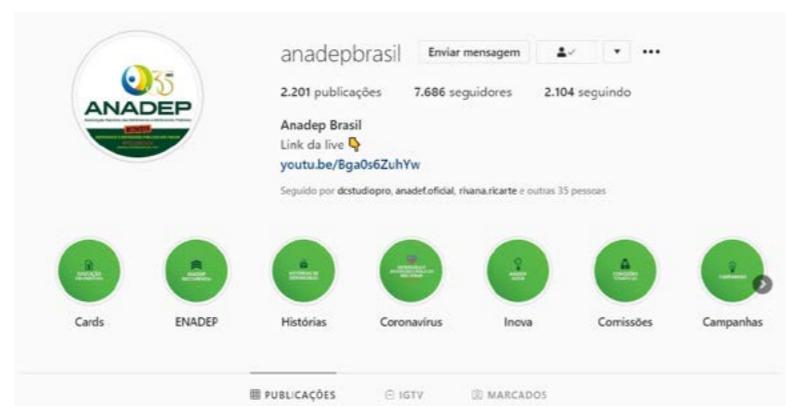 anadepbrasil
Enviar mensagem
2.201 publicações 7.686 seguidores 2.104 seguindo
Anadep Brasil
Link da live
youtu.be/Bga0s6ZuhYw
Seguido por dcstudiopro, anadef.oficial, rivana.ricarte e outras 35 pessoas
35
ANADEP
Cards ENADEP Histórias Coronavírus Inova Comissões Campanhas
PUBLICAÇÕES IGTV MARCADOS